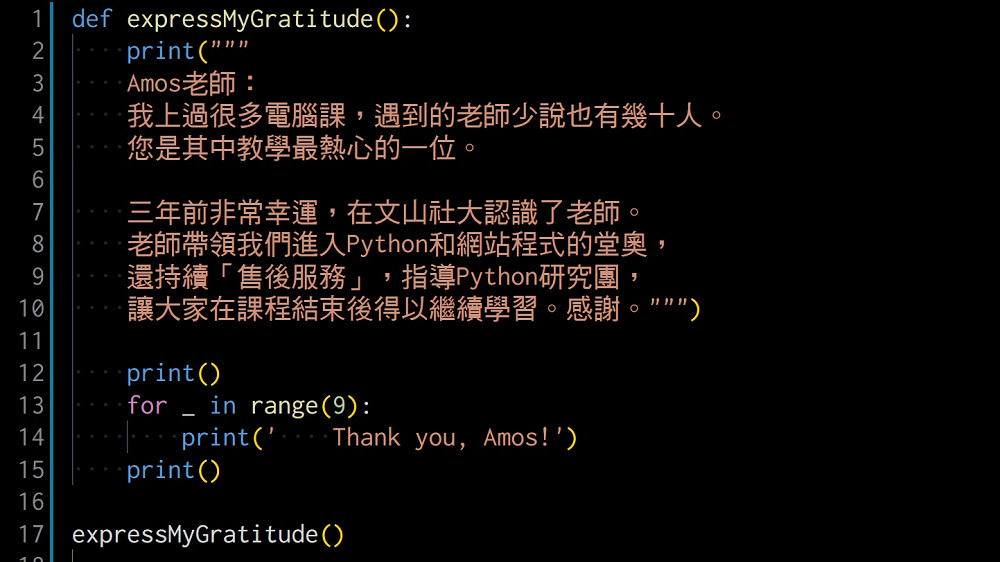 1 def expressMyGratitude():
2     print("""
3     Amos老師：
4     我上過很多電腦課，遇到的老師少說也有幾十人。
5     您是其中教學最熱心的一位。
6
7     三年前非常幸運，在文山社大認識了老師。
8     老師帶領我們進入Python和網站程式的堂奧，
9     還持續「售後服務」，指導Python研究團，
10     讓大家在課程結束後得以繼續學習。感謝。""")
11
12     print()
13     for _ in range(9):
14         print('    Thank you, Amos!')
15     print()
16
17 expressMyGratitude()